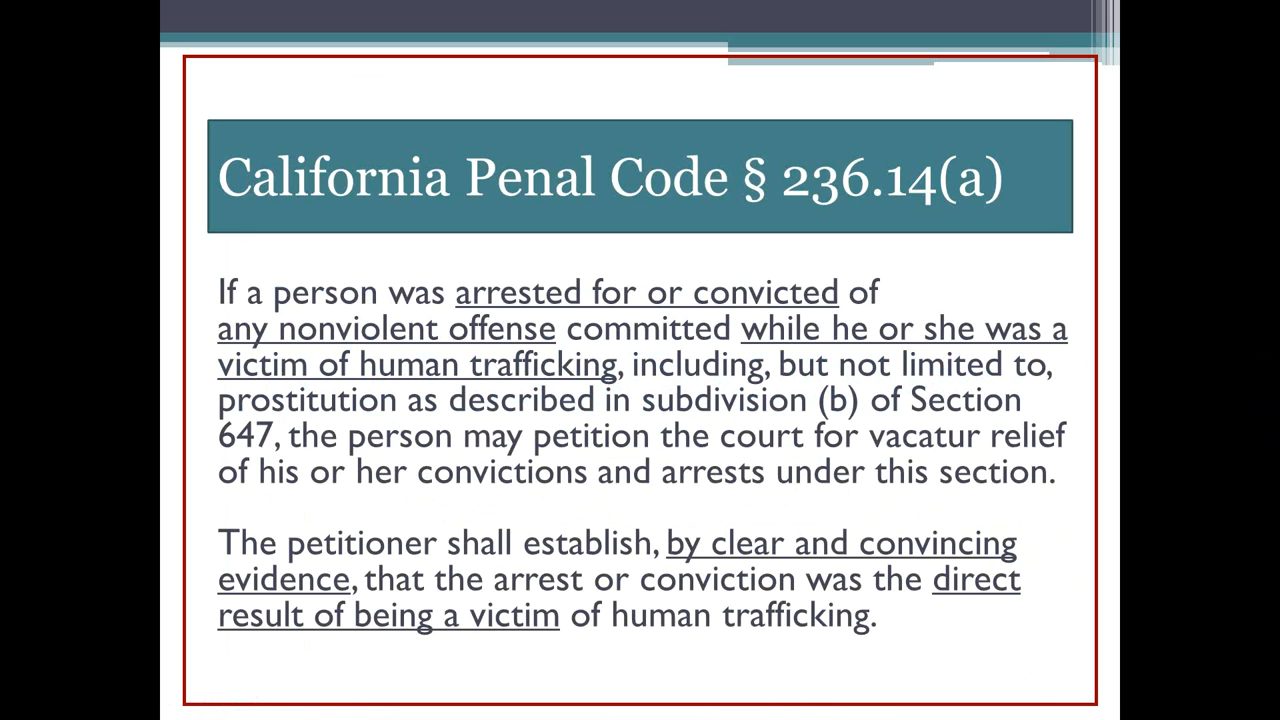 California Penal Code § 236.14(a)
If a person was arrested for or convicted of
any nonviolent offense committed while he or she was a
victim of human trafficking, including, but not limited to,
prostitution as described in subdivision (b) of Section
647, the person may petition the court for vacatur relief
of his or her convictions and arrests under this section.
The petitioner shall establish, by clear and convincing
evidence, that the arrest or conviction was the direct
result of being a victim of human trafficking.